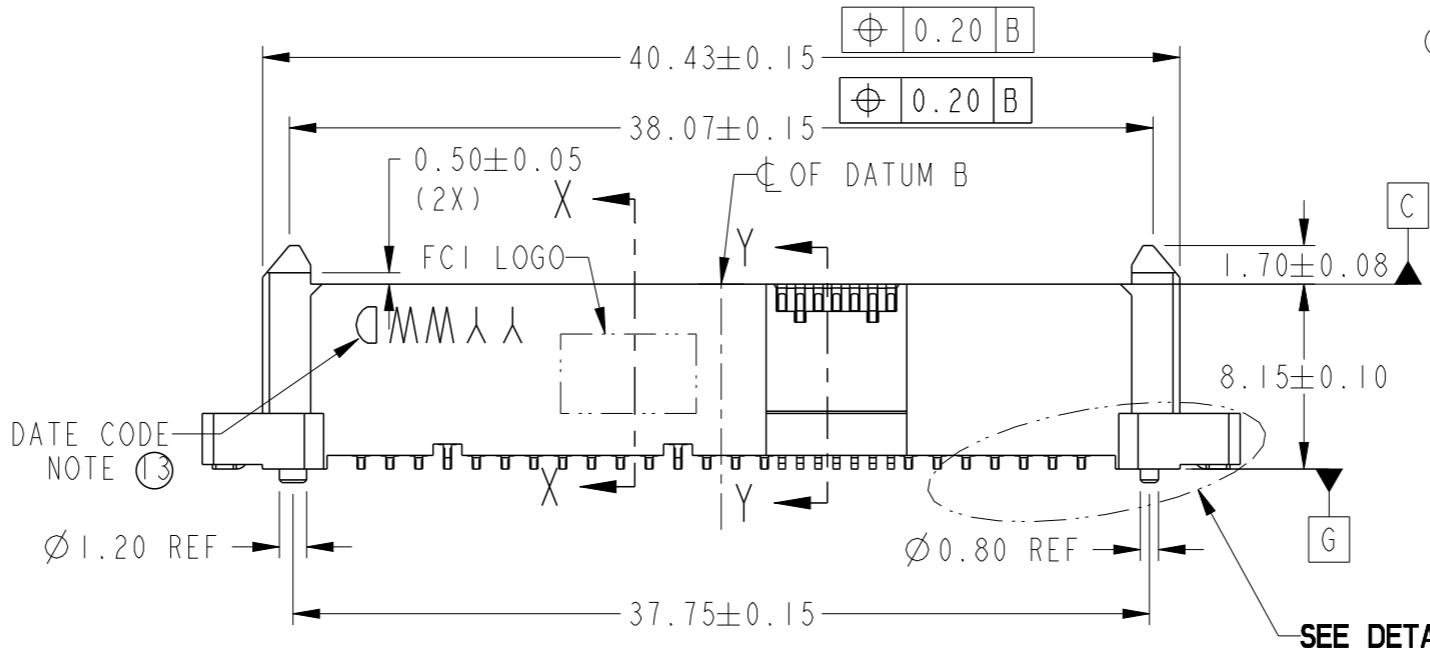 ⌖ 0.20 B
40.43±0.15
⌖ 0.20 B
38.07±0.15
0.50±0.05
(2X)
℄ OF DATUM B
X
Y
C
FCI LOGO
1.70±0.08
DWWYY
8.15±0.10
DATE CODE
NOTE 13
X
Y
G
Ø1.20 REF
Ø0.80 REF
37.75±0.15
SEE DETA